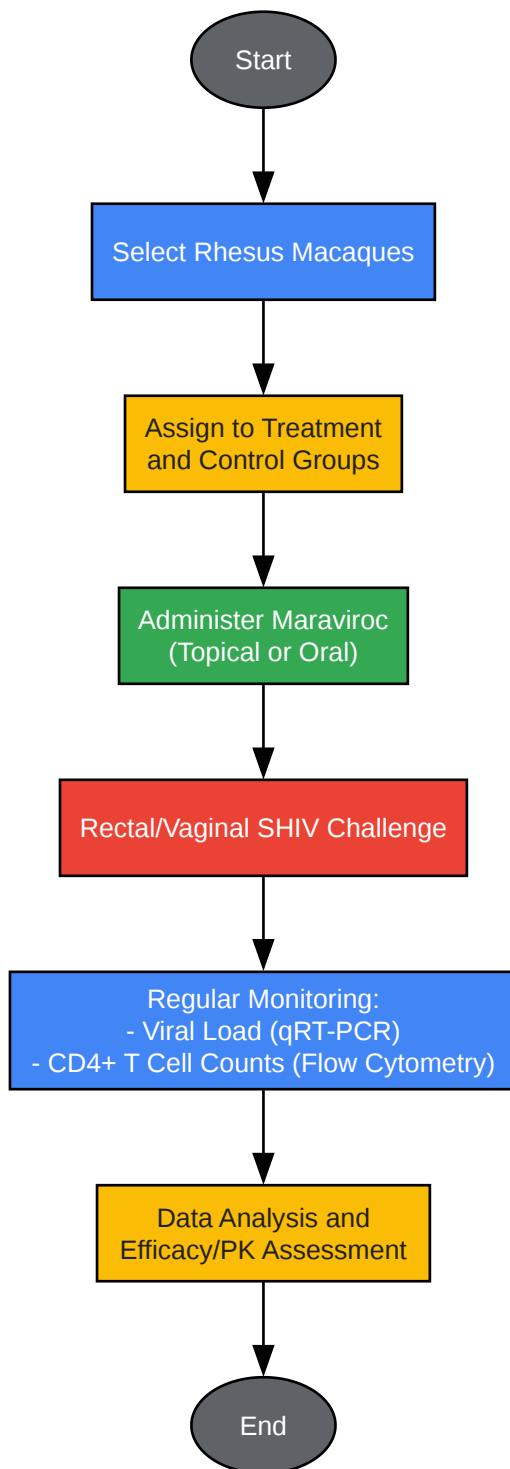 Start
Select Rhesus Macaques
Assign to Treatment
and Control Groups
Administer Maraviroc
(Topical or Oral)
Rectal/Vaginal SHIV Challenge
Regular Monitoring:
- Viral Load (qRT-PCR)
- CD4+ T Cell Counts (Flow Cytometry)
Data Analysis and
Efficacy/PK Assessment
End